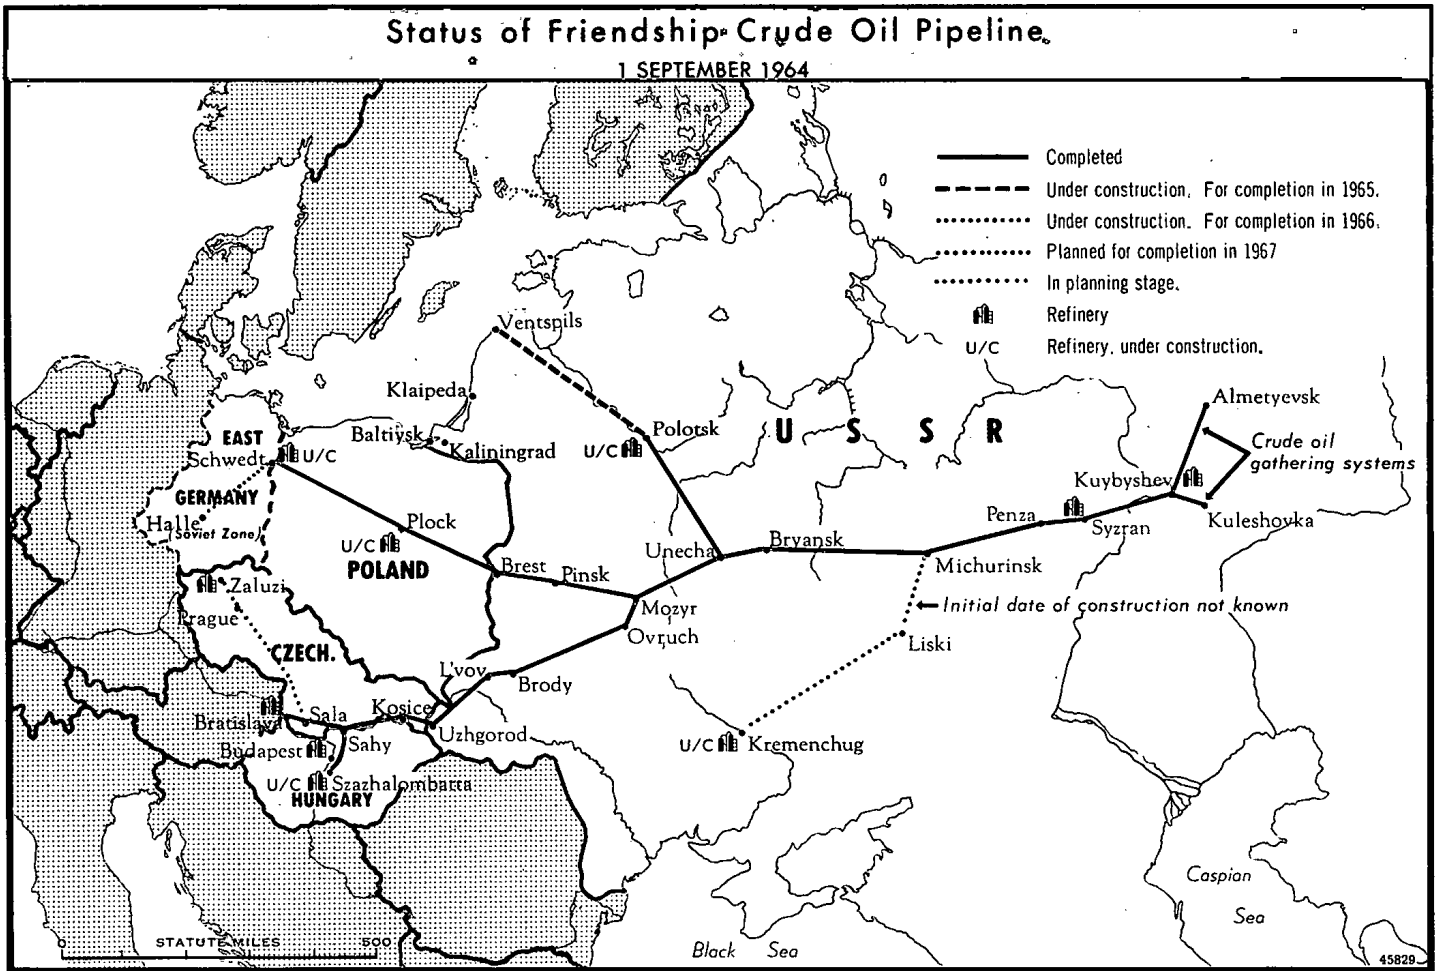 Status of Friendship Crude Oil Pipeline
1 SEPTEMBER 1964
Completed
Under construction. For completion in 1965.
Under construction. For completion in 1966.
Planned for completion in 1967
In planning stage.
Refinery
U/C Refinery, under construction.
Ventspils
Klaipeda
Almetyevsk
Baltiysk
Kaliningrad
Polotsk
U/C
U S S R
EAST
GERMANY
(Soviet Zone)
Schwedt
U/C
Crude oil
gathering systems
Kuybyshev
Halle
Plock
U/C
POLAND
Penza
Syzran
Kuleshovka
Unecha
Bryansk
Michurinsk
Brest
Pinsk
Zaluzi
Mozyr
Initial date of construction not known
Prague
Ovruch
Liski
CZECH.
L'vov
Brody
Bratislava
Sala
Kosice
Uzhgorod
Sahy
Budapest
U/C
Kremenchug
U/C
Szazhalombatta
HUNGARY
Caspian
Sea
Black Sea
0 STATUTE MILES 500
45829